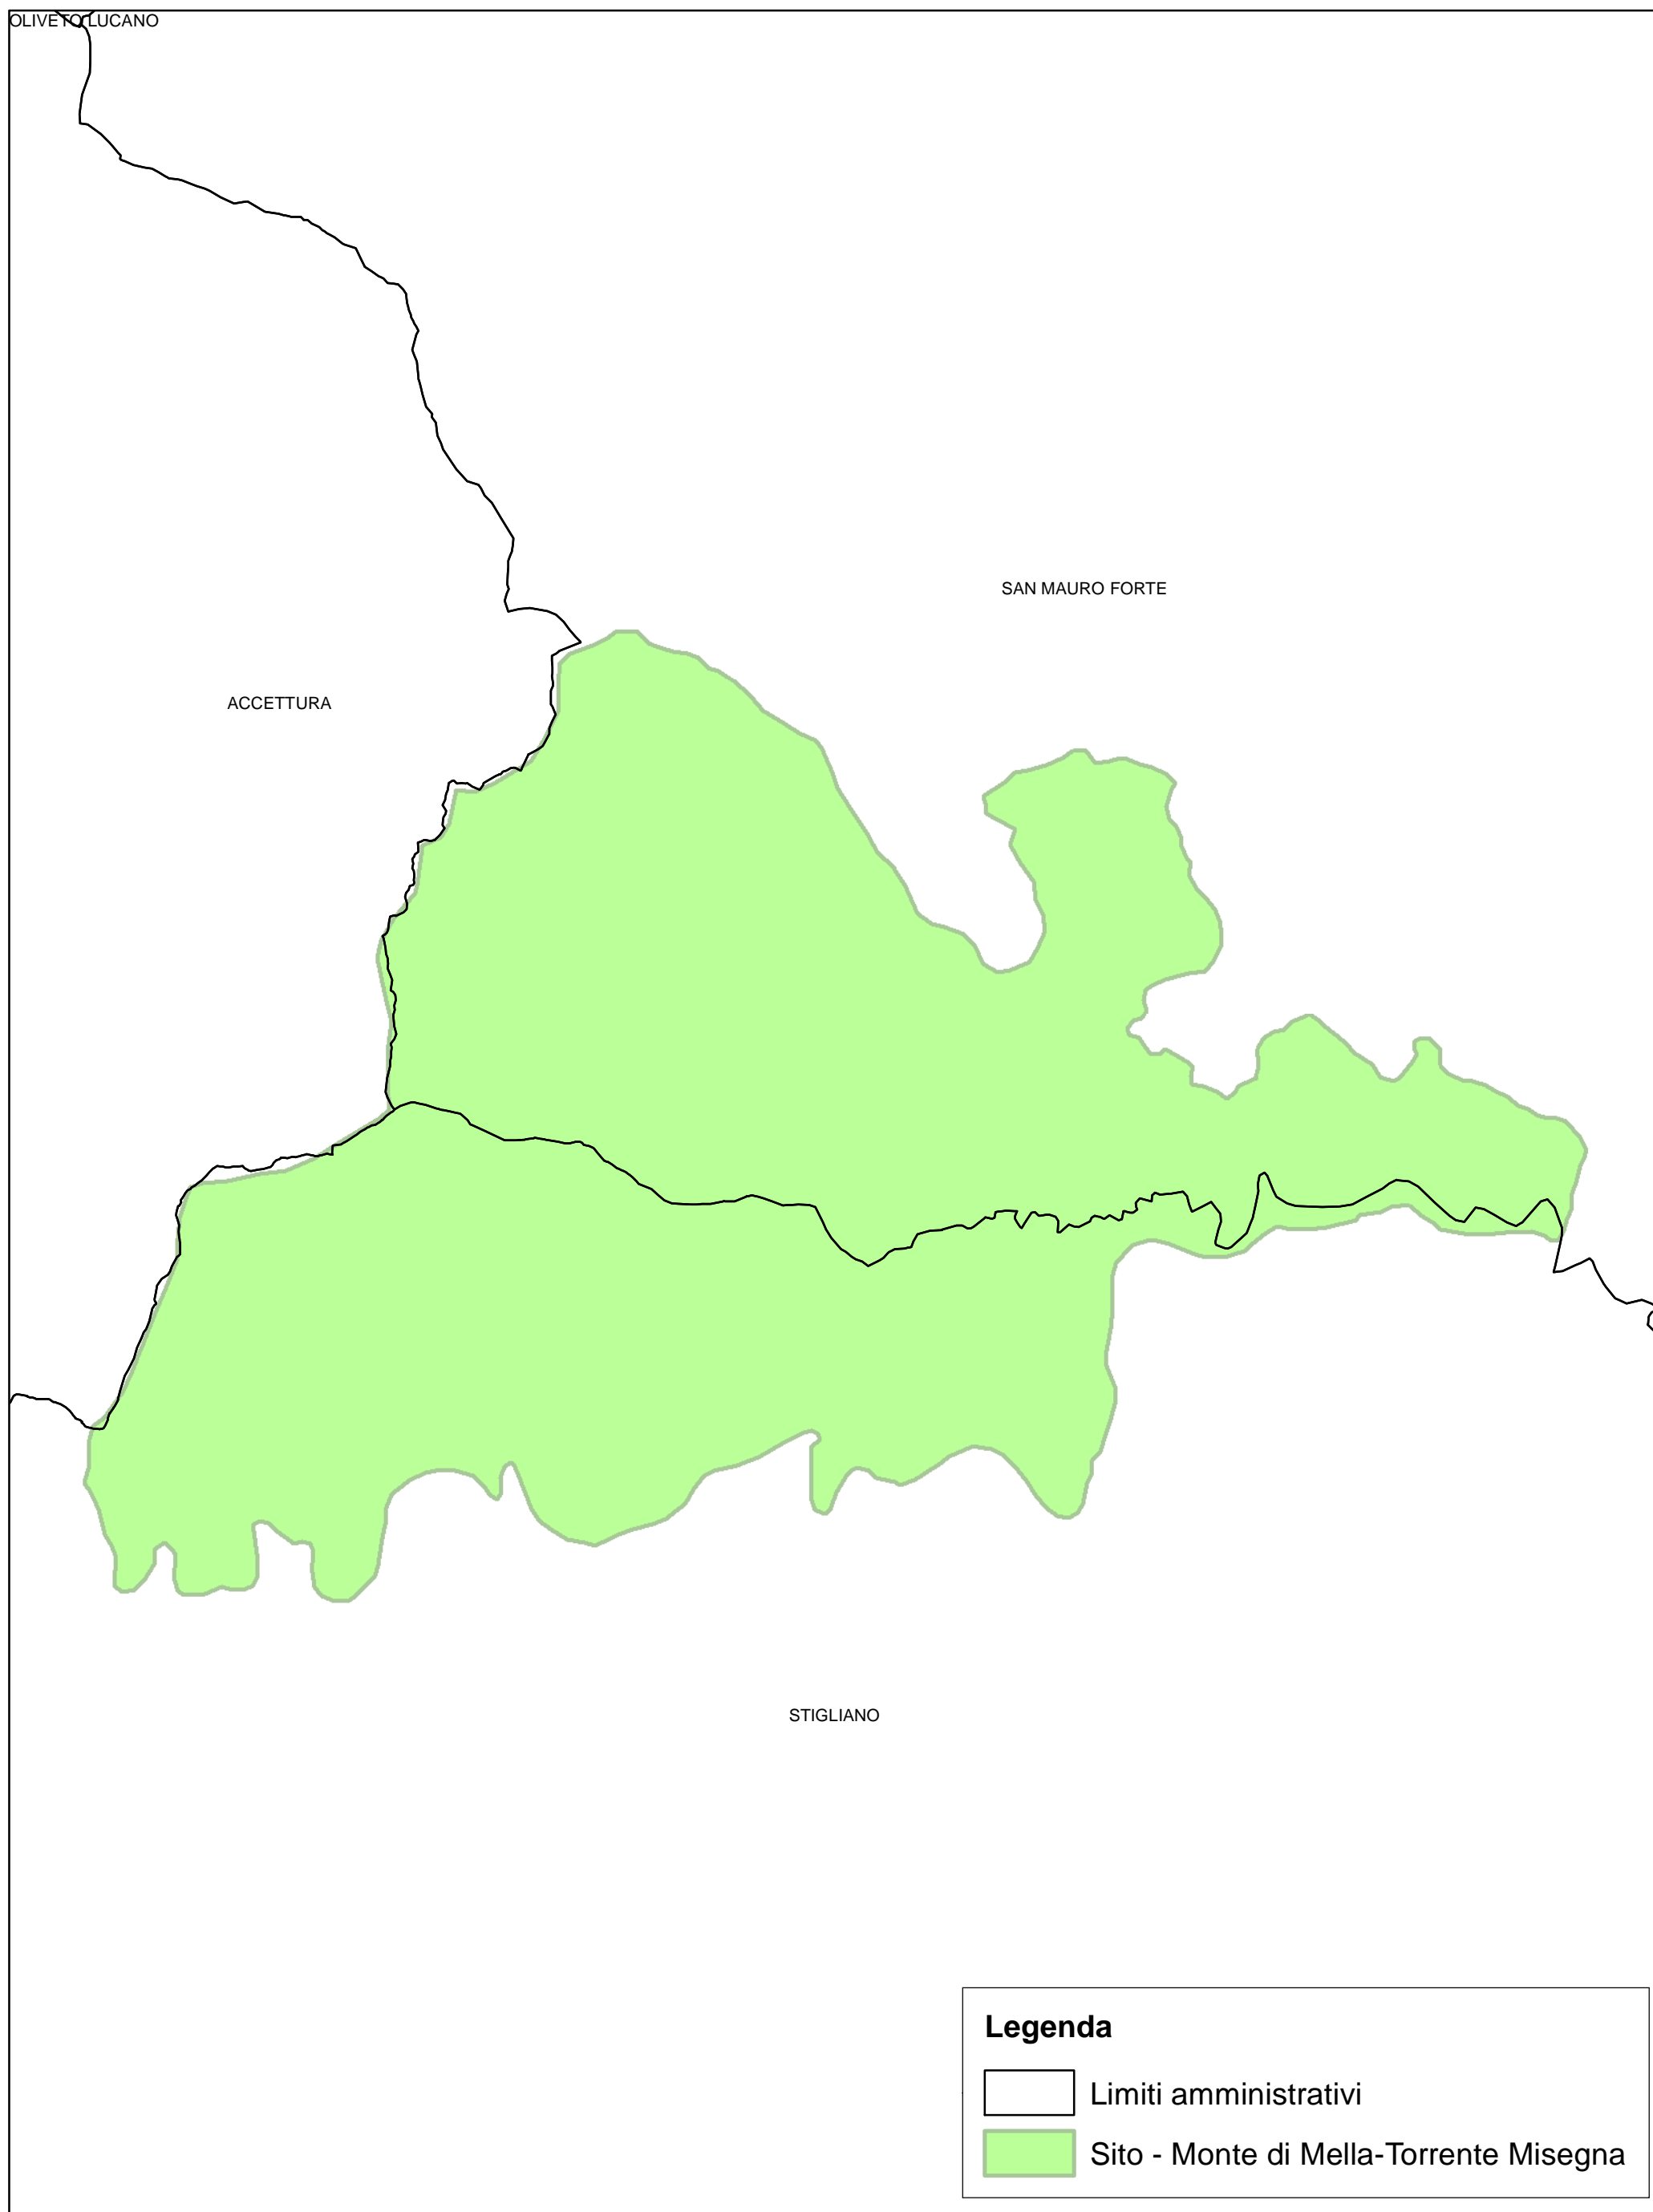 OLIVETO LUCANO
SAN MAURO FORTE
ACCETTURA
STIGLIANO
Legenda
Limiti amministrativi
Sito - Monte di Mella-Torrente Misegna